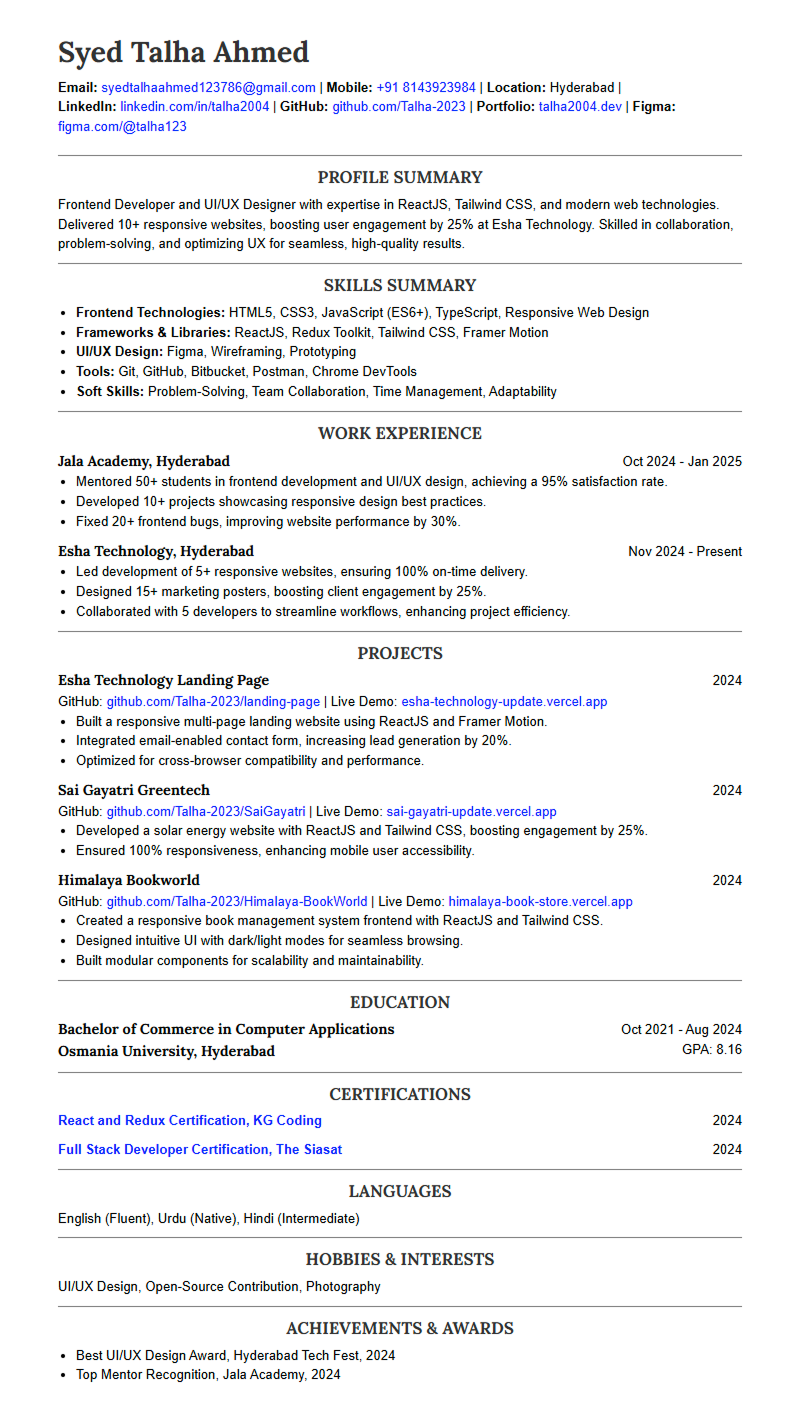 Syed Talha Ahmed
Email: syedtalhaahmed123786@gmail.com | Mobile: +91 8143923984 | Location: Hyderabad |
LinkedIn: linkedin.com/in/talha2004 | GitHub: github.com/Talha-2023 | Portfolio: talha2004.dev | Figma:
figma.com/@talha123
PROFILE SUMMARY
Frontend Developer and UI/UX Designer with expertise in ReactJS, Tailwind CSS, and modern web technologies.
Delivered 10+ responsive websites, boosting user engagement by 25% at Esha Technology. Skilled in collaboration,
problem-solving, and optimizing UX for seamless, high-quality results.
SKILLS SUMMARY
• Frontend Technologies: HTML5, CSS3, JavaScript (ES6+), TypeScript, Responsive Web Design
• Frameworks & Libraries: ReactJS, Redux Toolkit, Tailwind CSS, Framer Motion
• UI/UX Design: Figma, Wireframing, Prototyping
• Tools: Git, GitHub, Bitbucket, Postman, Chrome DevTools
• Soft Skills: Problem-Solving, Team Collaboration, Time Management, Adaptability
WORK EXPERIENCE
Jala Academy, Hyderabad Oct 2024 - Jan 2025
• Mentored 50+ students in frontend development and UI/UX design, achieving a 95% satisfaction rate.
• Developed 10+ projects showcasing responsive design best practices.
• Fixed 20+ frontend bugs, improving website performance by 30%.
Esha Technology, Hyderabad Nov 2024 - Present
• Led development of 5+ responsive websites, ensuring 100% on-time delivery.
• Designed 15+ marketing posters, boosting client engagement by 25%.
• Collaborated with 5 developers to streamline workflows, enhancing project efficiency.
PROJECTS
Esha Technology Landing Page 2024
GitHub: github.com/Talha-2023/landing-page | Live Demo: esha-technology-update.vercel.app
• Built a responsive multi-page landing website using ReactJS and Framer Motion.
• Integrated email-enabled contact form, increasing lead generation by 20%.
• Optimized for cross-browser compatibility and performance.
Sai Gayatri Greentech 2024
GitHub: github.com/Talha-2023/SaiGayatri | Live Demo: sai-gayatri-update.vercel.app
• Developed a solar energy website with ReactJS and Tailwind CSS, boosting engagement by 25%.
• Ensured 100% responsiveness, enhancing mobile user accessibility.
Himalaya Bookworld 2024
GitHub: github.com/Talha-2023/Himalaya-BookWorld | Live Demo: himalaya-book-store.vercel.app
• Created a responsive book management system frontend with ReactJS and Tailwind CSS.
• Designed intuitive UI with dark/light modes for seamless browsing.
• Built modular components for scalability and maintainability.
EDUCATION
Bachelor of Commerce in Computer Applications Oct 2021 - Aug 2024
Osmania University, Hyderabad GPA: 8.16
CERTIFICATIONS
React and Redux Certification, KG Coding 2024
Full Stack Developer Certification, The Siasat 2024
LANGUAGES
English (Fluent), Urdu (Native), Hindi (Intermediate)
HOBBIES & INTERESTS
UI/UX Design, Open-Source Contribution, Photography
ACHIEVEMENTS & AWARDS
• Best UI/UX Design Award, Hyderabad Tech Fest, 2024
• Top Mentor Recognition, Jala Academy, 2024